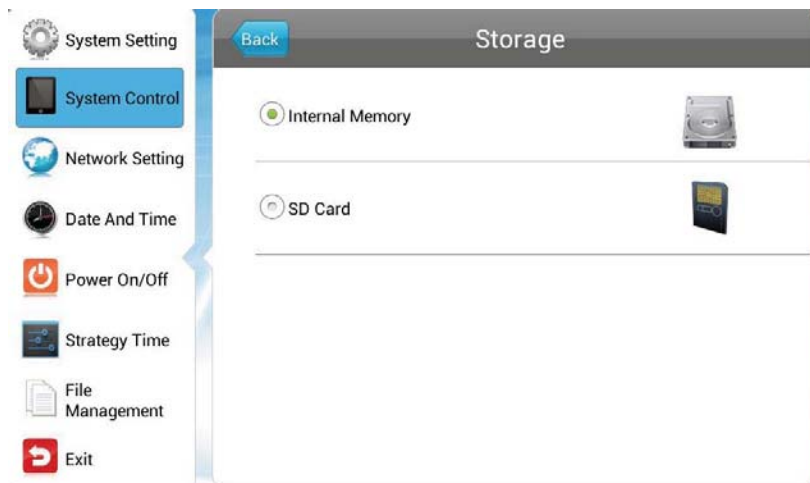 System Setting
System Control
Network Setting
Date And Time
Power On/Off
Strategy Time
File
Management
Exit
Back
Storage
Internal Memory
SD Card